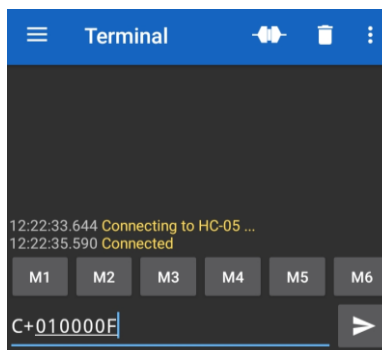 Terminal
12:22:33.644 Connecting to HC-05 ...
12:22:35.590 Connected
M1 M2 M3 M4 M5 M6
C+010000F